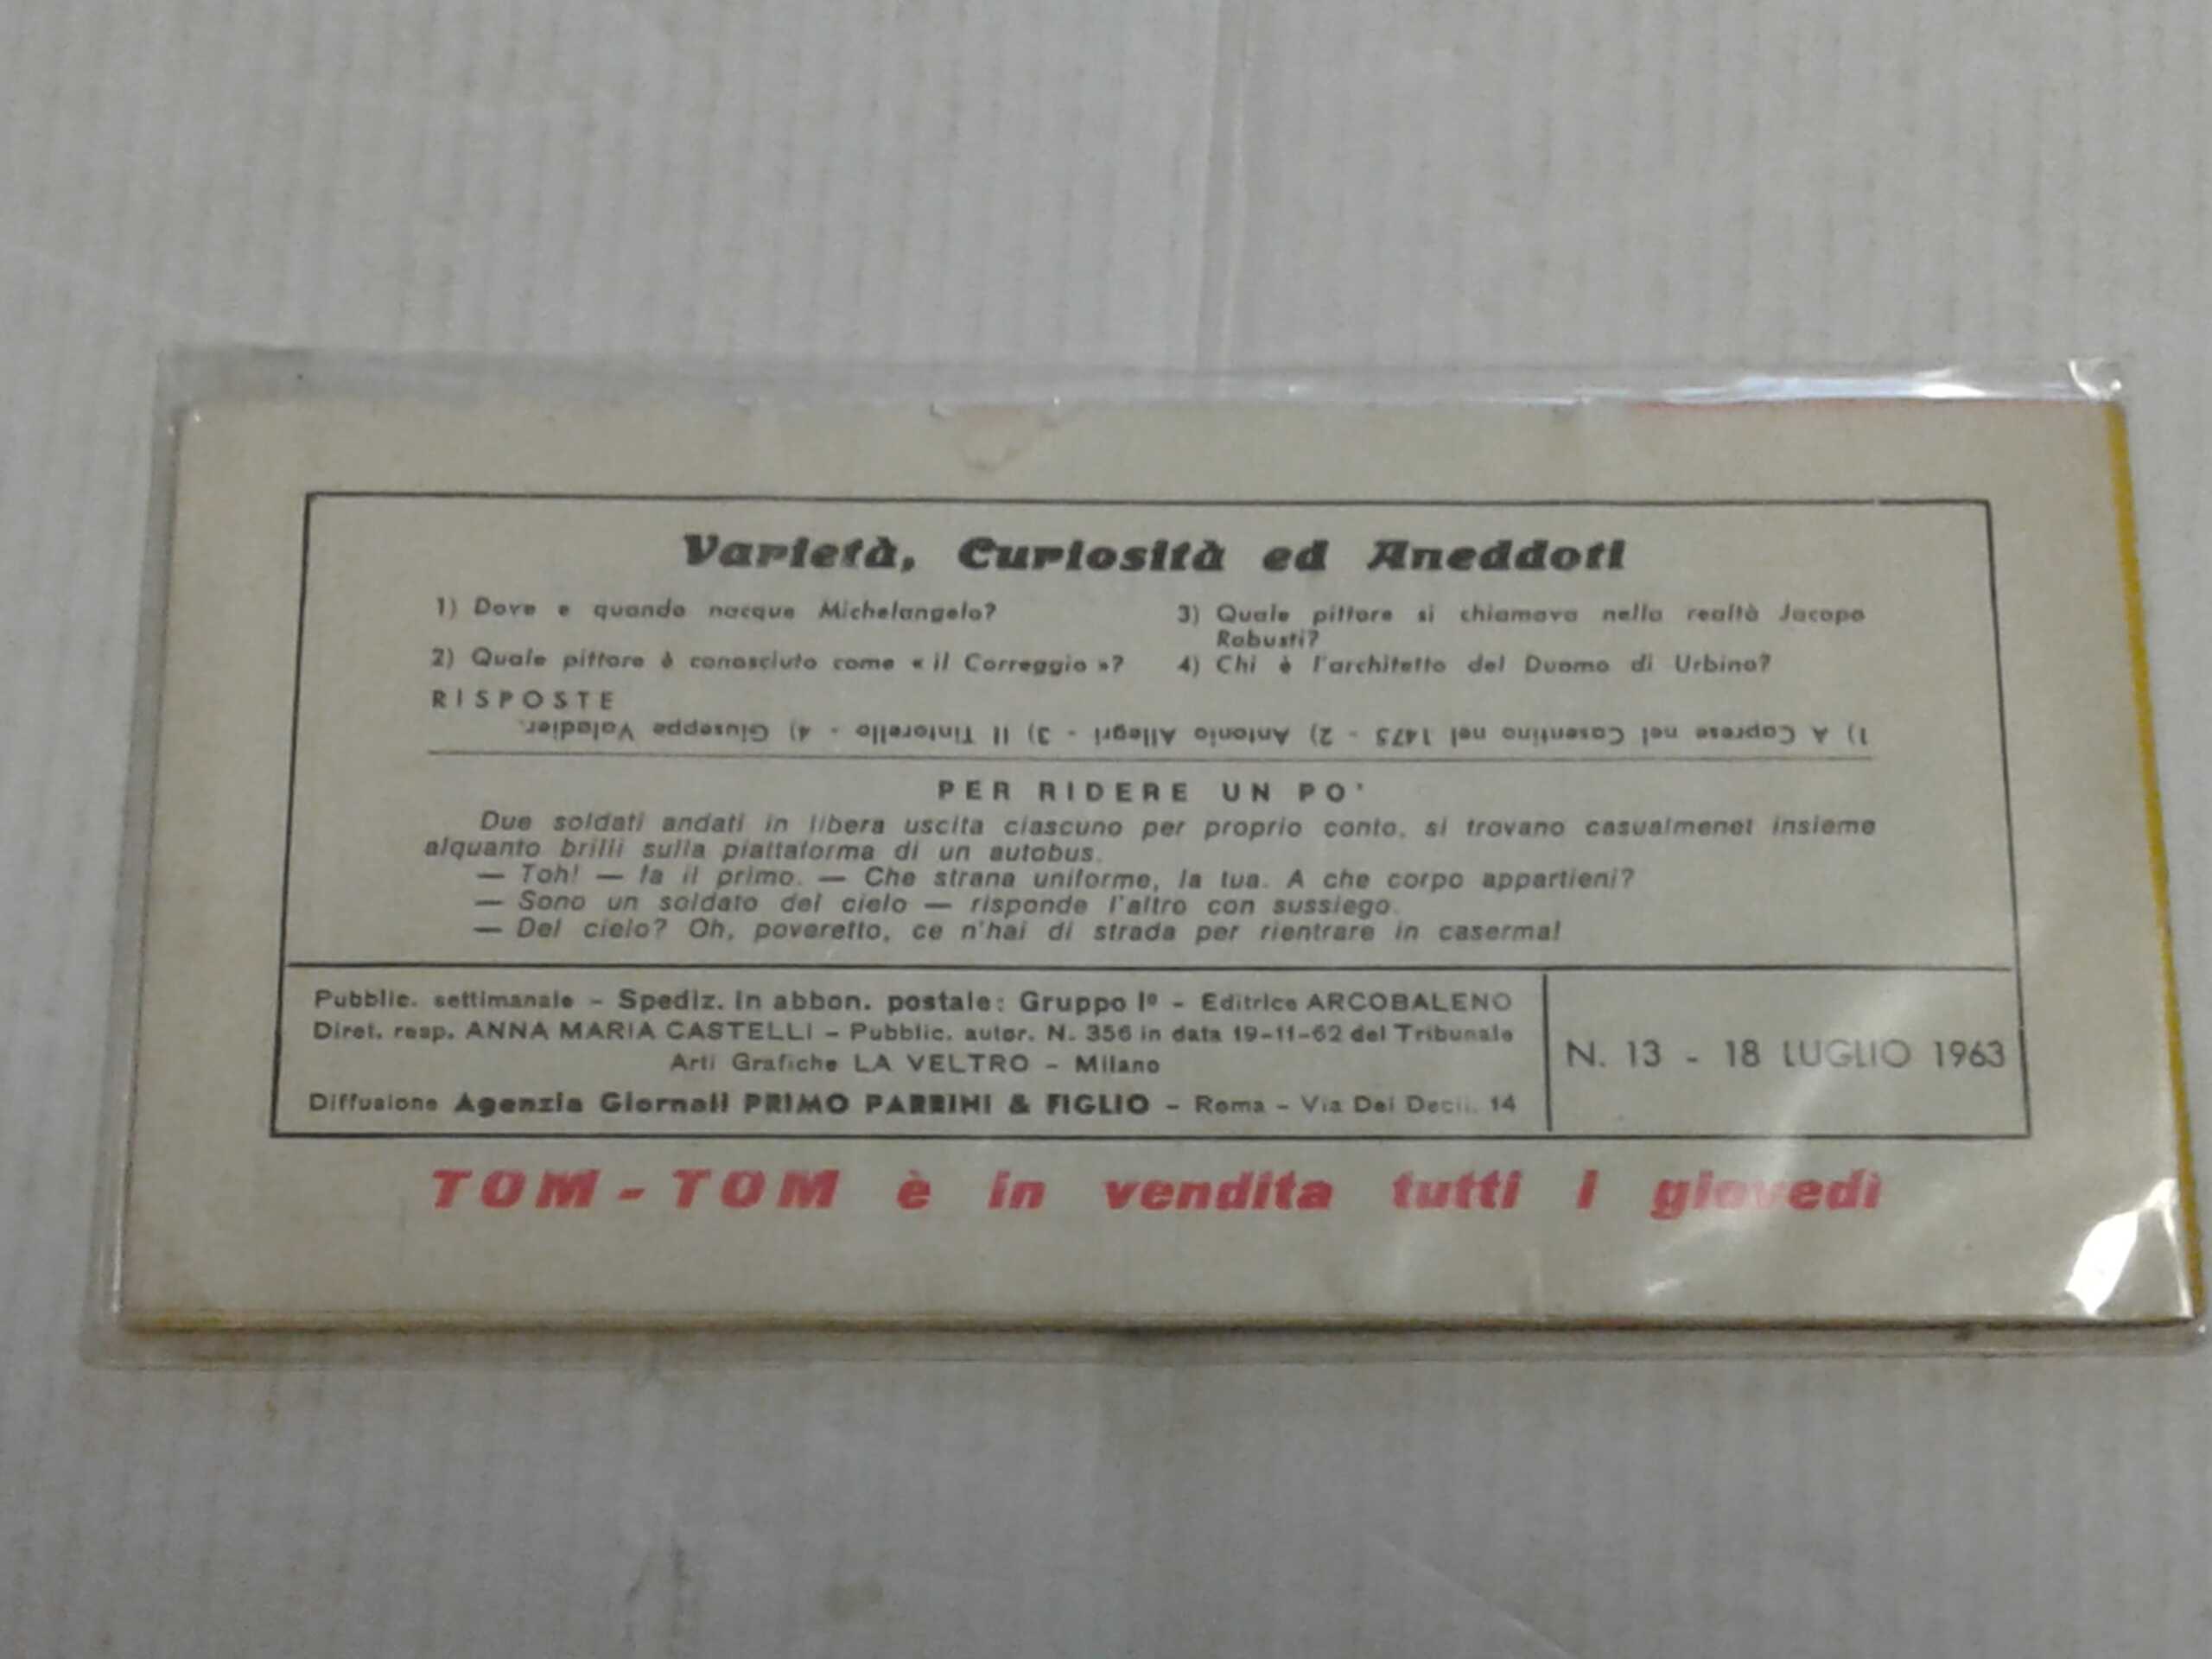 Varietà, Curiosità ed Aneddoti
1) Dove e quando nacque Michelangelo?
2) Quale pittore è conosciuto come « il Correggio »?
3) Quale pittore si chiamava nella realtà Jacopo
Robusti?
4) Chi è l'architetto del Duomo di Urbino?
RISPOSTE
1) A Caprese nel Casentino nel 1475 - 2) Antonio Allegri - 3) Il Tintoretto - 4) Giuseppe Valadier.
PER RIDERE UN PO'
Due soldati andati in libera uscita ciascuno per proprio conto, si trovano casualmenet insieme
alquanto brilli sulla piattaforma di un autobus.
— Toh! — fa il primo. — Che strana uniforme, la tua. A che corpo appartieni?
— Sono un soldato del cielo — risponde l'altro con sussiego.
— Del cielo? Oh, poveretto, ce n'hai di strada per rientrare in caserma!
Pubblic. settimanale - Spediz. in abbon. postale: Gruppo Iº - Editrice ARCOBALENO
Diret. resp. ANNA MARIA CASTELLI - Pubblic. autor. N. 356 in data 19-11-62 del Tribunale
Arti Grafiche LA VELTRO - Milano
Diffusione Agenzia Giornali PRIMO PARRINI & FIGLIO - Roma - Via Dei Decii, 14
N. 13 - 18 LUGLIO 1963
TOM-TOM è in vendita tutti i giovedì